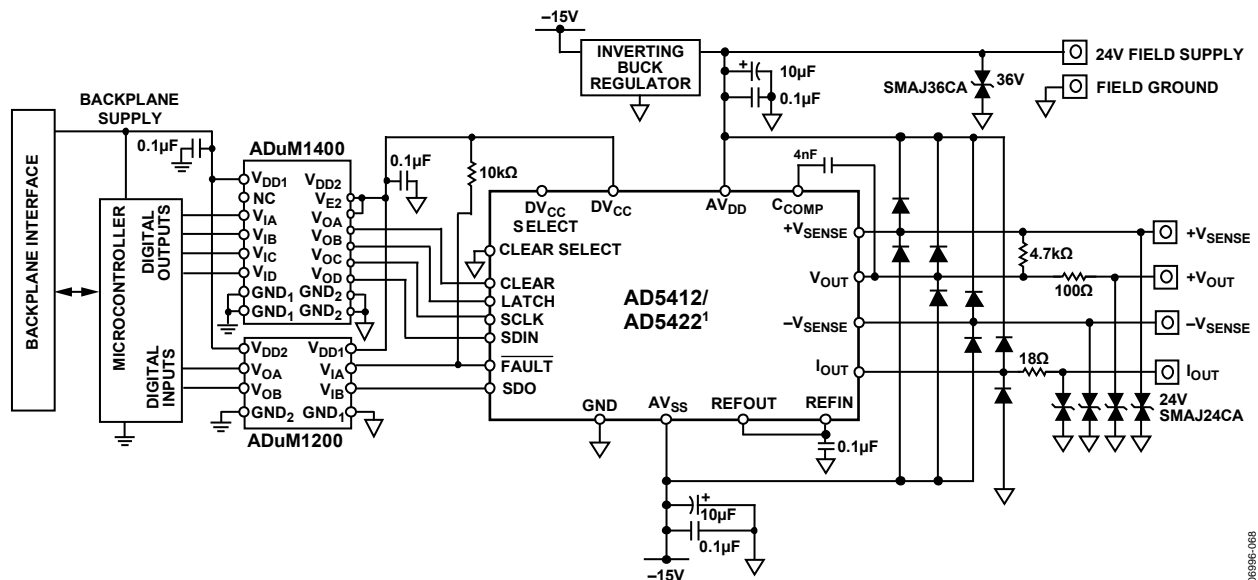 –15V
INVERTING
BUCK
REGULATOR
+
10µF
0.1µF
SMAJ36CA
36V
24V FIELD SUPPLY
FIELD GROUND
BACKPLANE
SUPPLY
0.1µF
ADuM1400
VDD1
NC
VIA
VIB
VIC
VID
GND1
GND1
VDD2
VE2
VOA
VOB
VOC
VOD
GND2
GND2
0.1µF
10kΩ
BACKPLANE INTERFACE
MICROCONTROLLER
DIGITAL
OUTPUTS
DIGITAL
INPUTS
VDD2
VOA
VOB
GND2
VDD1
VIA
VIB
GND1
ADuM1200
4nF
DVCC
SELECT
DVCC
AVDD
CCOMP
CLEAR SELECT
CLEAR
LATCH
SCLK
SDIN
FAULT
SDO
AD5412/
AD5422¹
+VSENSE
VOUT
–VSENSE
IOUT
GND
AVSS
REFOUT
REFIN
0.1µF
4.7kΩ
100Ω
18Ω
24V
SMAJ24CA
+VSENSE
+VOUT
–VSENSE
IOUT
+
10µF
0.1µF
–15V
06996-068